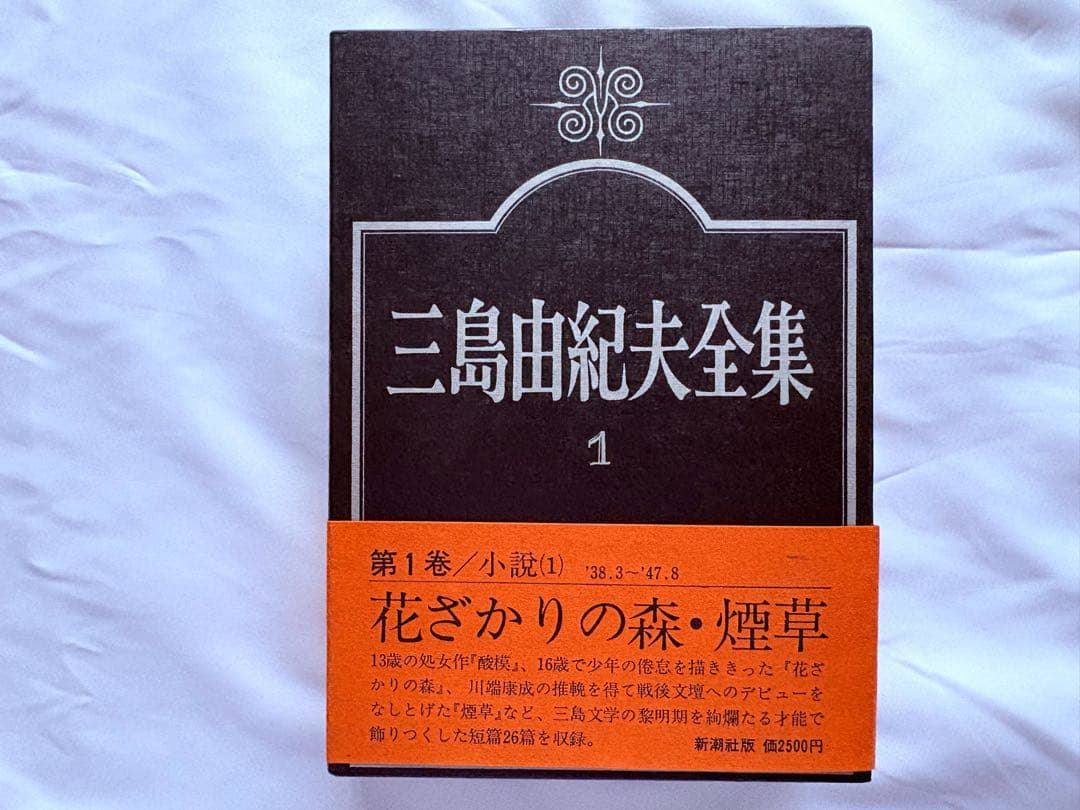 三島由紀夫全集
1
第1巻／小説(1) '38.3～'47.8
花ざかりの森・煙草
13歳の処女作『酸模』、16歳で少年の倦怠を描ききった『花ざ
かりの森』、川端康成の推輓を得て戦後文壇へのデビューを
なしとげた『煙草』など、三島文学の黎明期を絢爛たる才能で
飾りつくした短篇26篇を収録。
新潮社版 価2500円